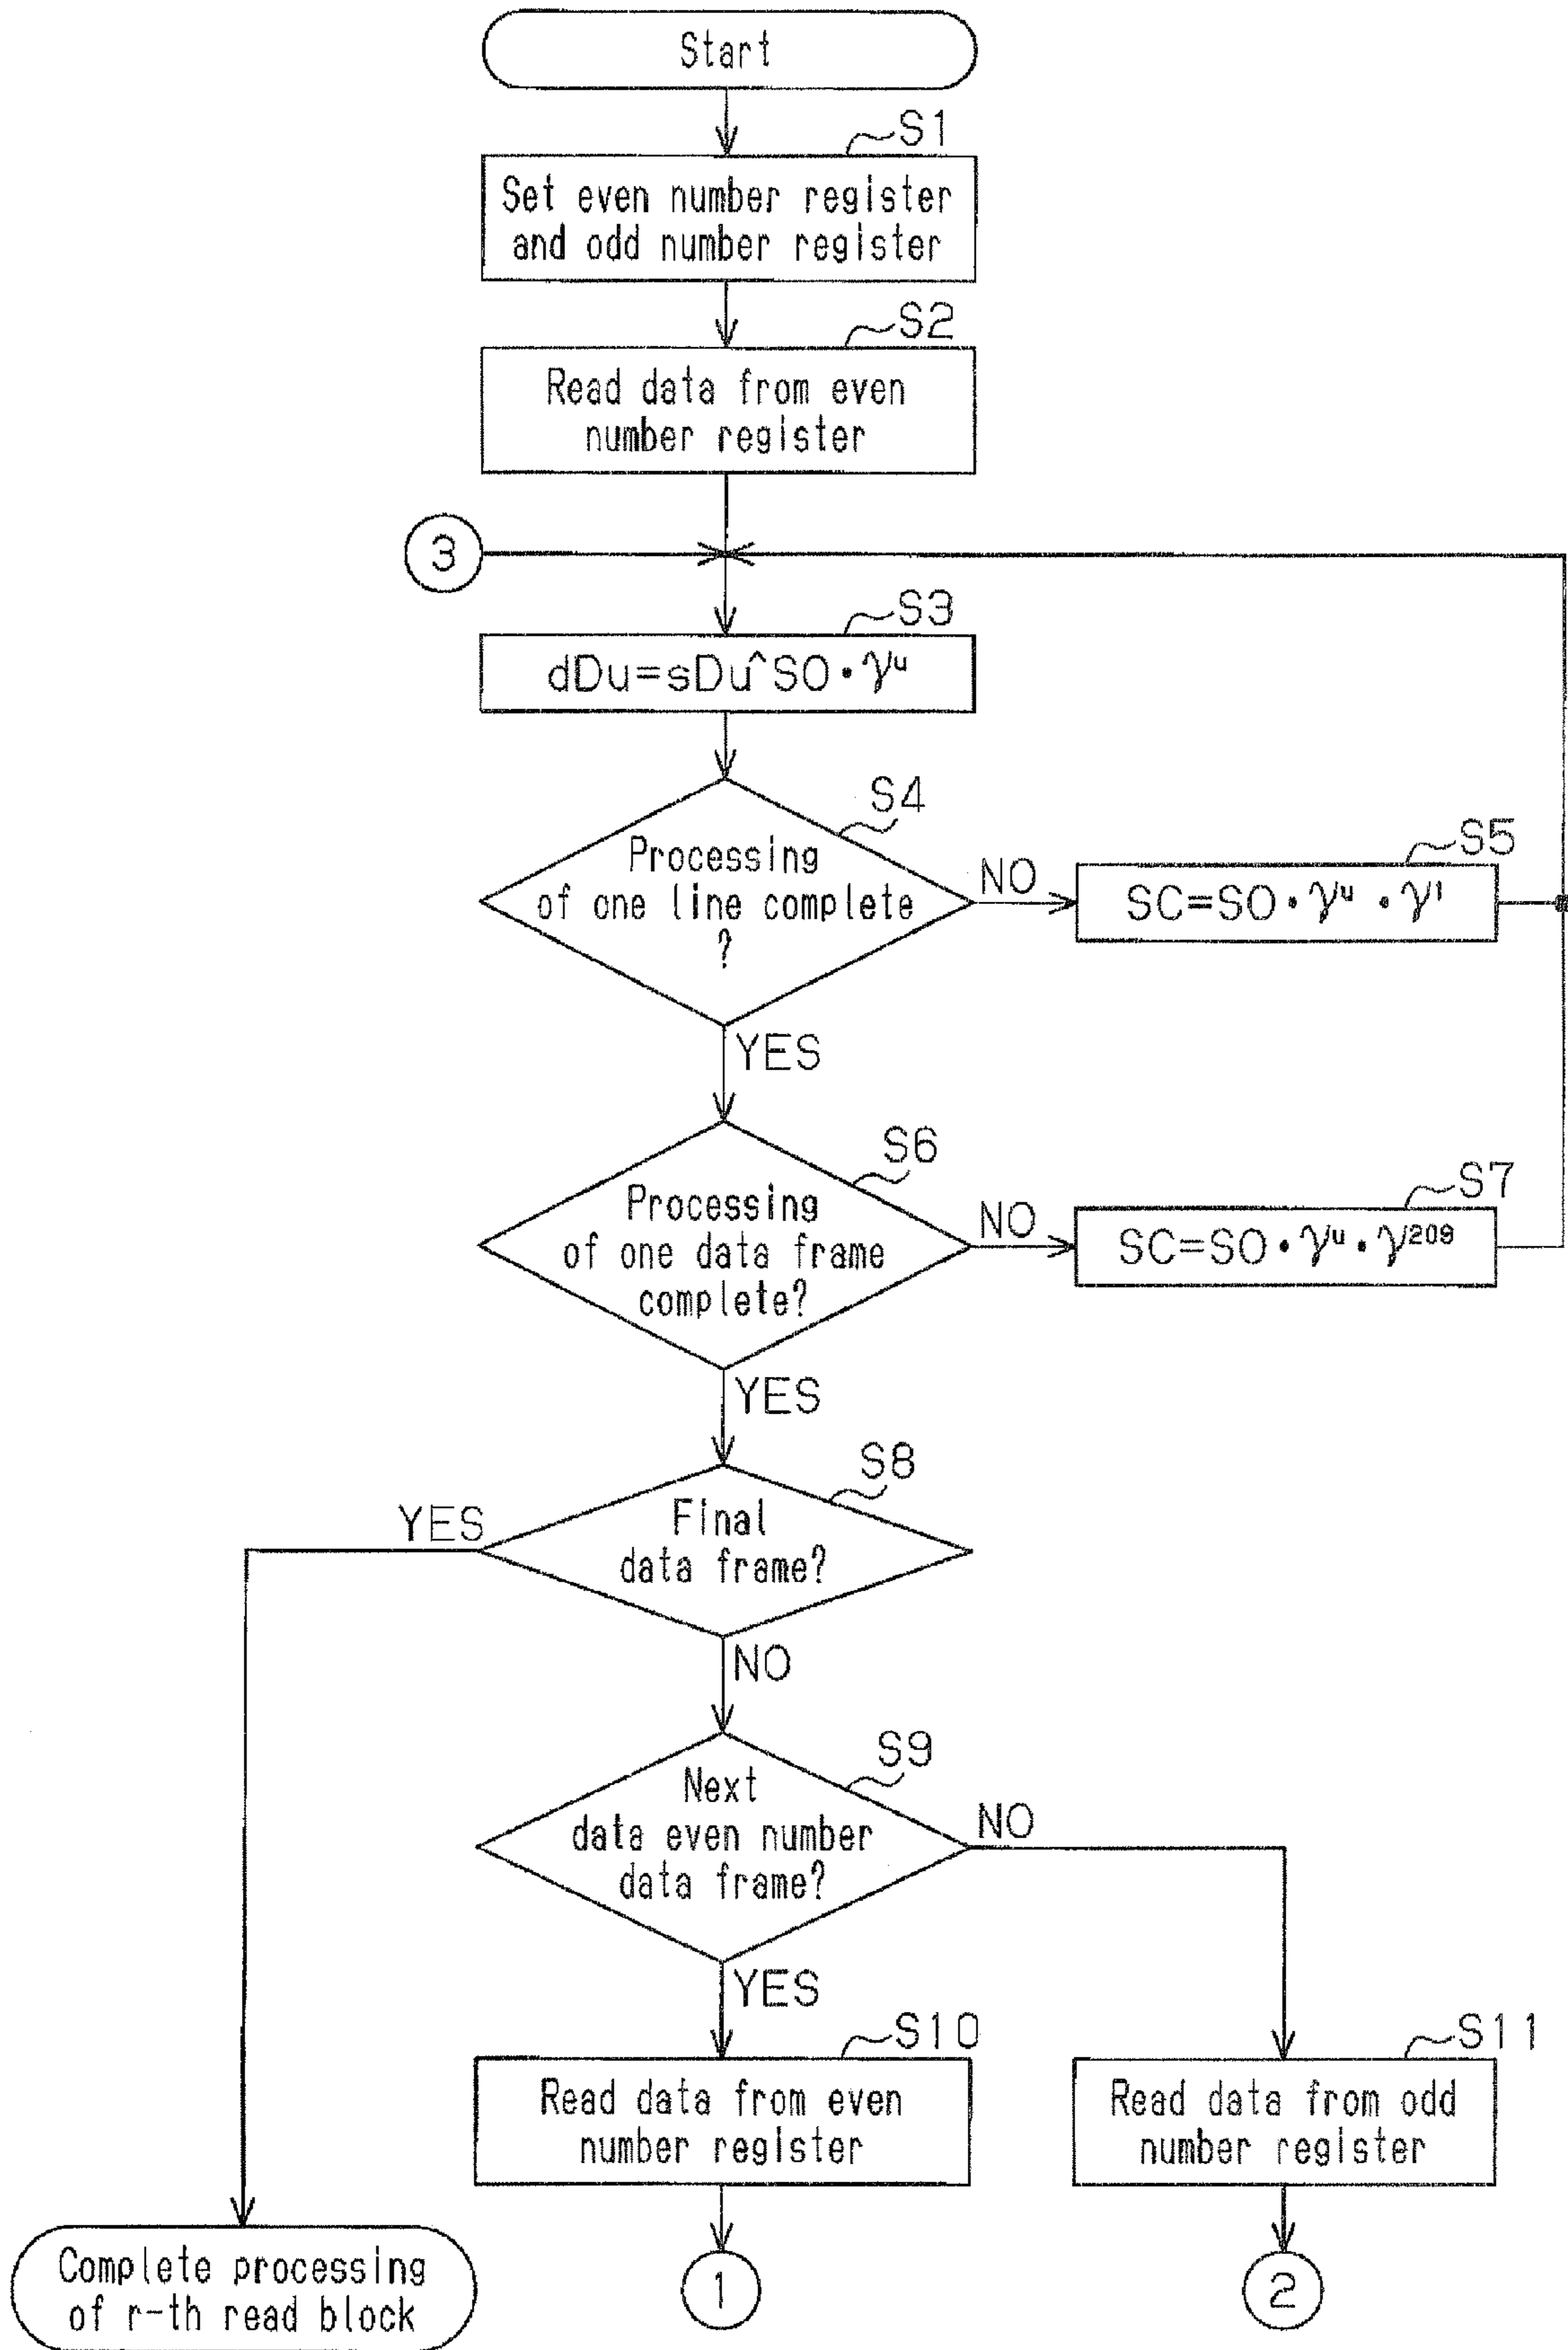 Start
S1
Set even number register
and odd number register
S2
Read data from even
number register
3
S3
dDu=sDu^SO・γᵘ
S4
Processing
of one line complete
?
NO
S5
SC=SO・γᵘ・γ¹
YES
S6
Processing
of one data frame
complete?
NO
S7
SC=SO・γᵘ・γ²⁰⁹
YES
S8
Final
data frame?
YES
NO
S9
Next
data even number
data frame?
NO
YES
S10
Read data from even
number register
S11
Read data from odd
number register
Complete processing
of r-th read block
1
2